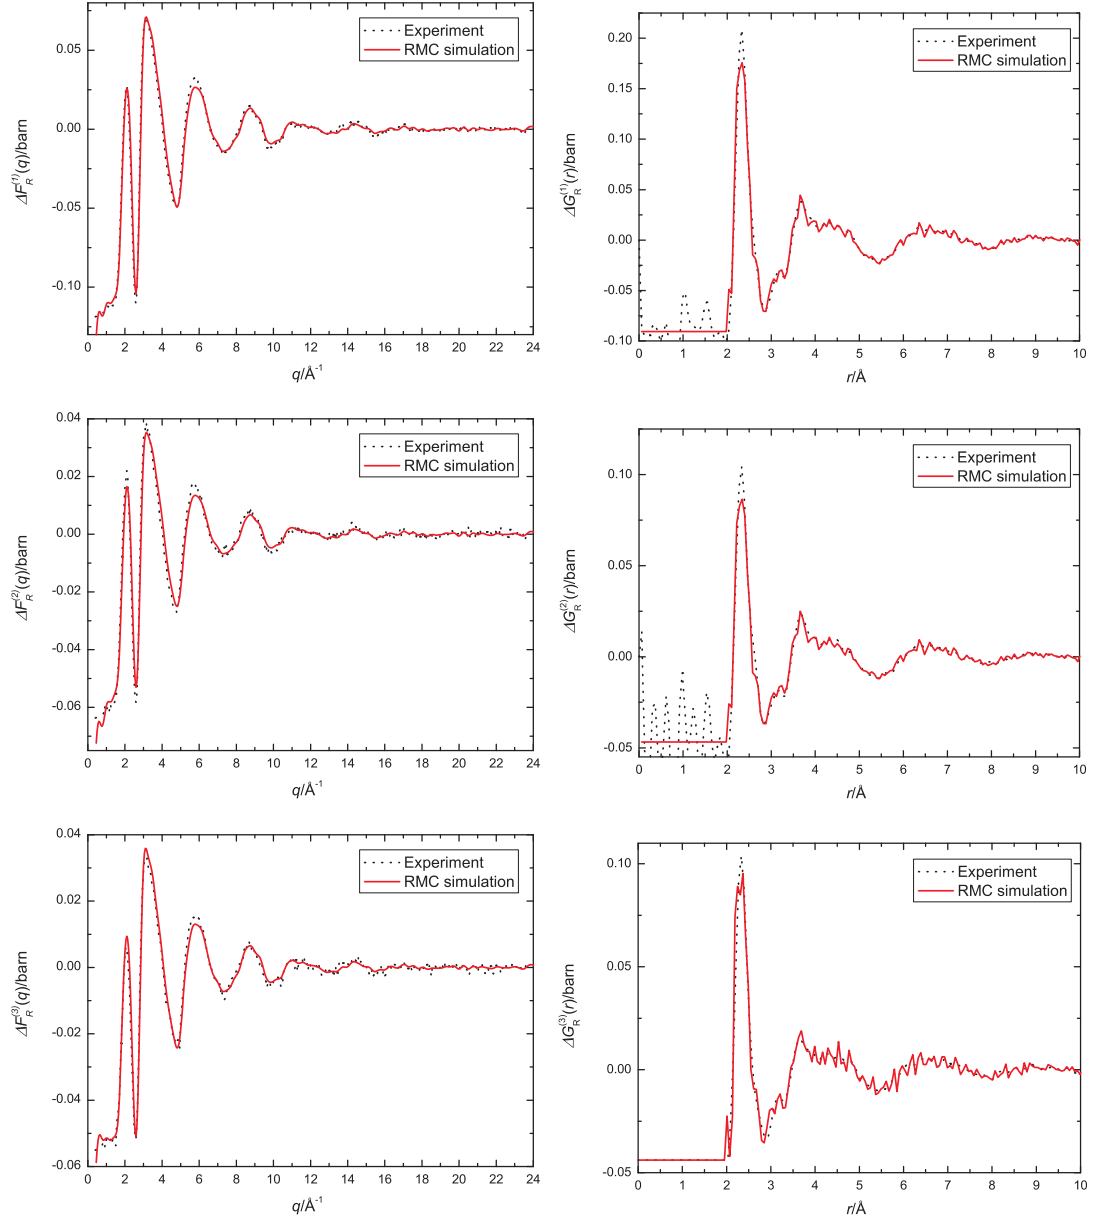 0.05
0.00
-0.05
-0.10
ΔF_R^(1)(q)/barn
Experiment
RMC simulation
0 2 4 6 8 10 12 14 16 18 20 22 24
q/Å⁻¹
0.20
0.15
0.10
0.05
0.00
-0.05
-0.10
ΔG_R^(1)(r)/barn
Experiment
RMC simulation
0 1 2 3 4 5 6 7 8 9 10
r/Å
0.04
0.02
0.00
-0.02
-0.04
-0.06
ΔF_R^(2)(q)/barn
Experiment
RMC simulation
0 2 4 6 8 10 12 14 16 18 20 22 24
q/Å⁻¹
0.10
0.05
0.00
-0.05
ΔG_R^(2)(r)/barn
Experiment
RMC simulation
0 1 2 3 4 5 6 7 8 9 10
r/Å
0.04
0.02
0.00
-0.02
-0.04
-0.06
ΔF_R^(3)(q)/barn
Experiment
RMC simulation
0 2 4 6 8 10 12 14 16 18 20 22 24
q/Å⁻¹
0.10
0.05
0.00
-0.05
ΔG_R^(3)(r)/barn
Experiment
RMC simulation
0 1 2 3 4 5 6 7 8 9 10
r/Å